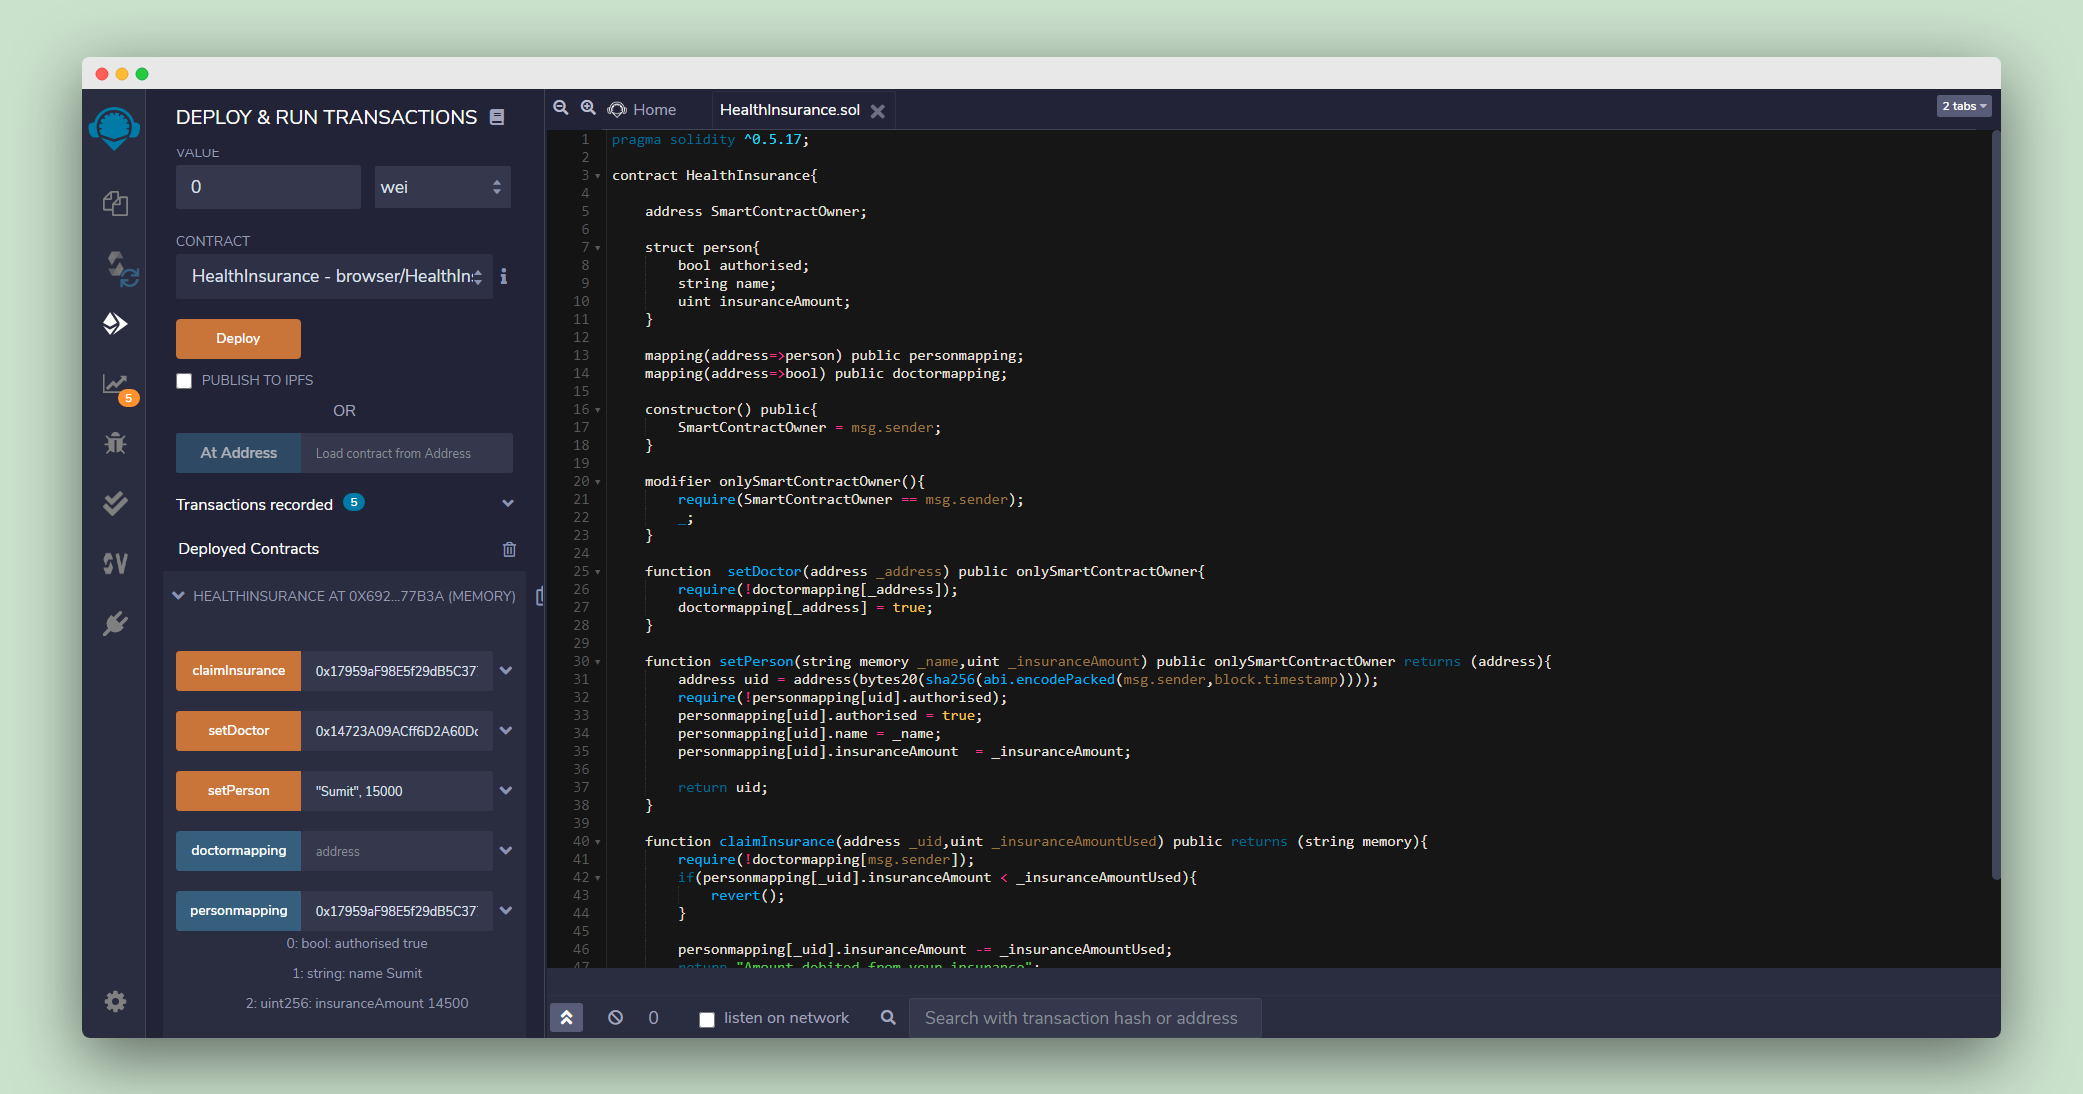 DEPLOY & RUN TRANSACTIONS
VALUE
0 wei
CONTRACT
HealthInsurance - browser/HealthIn
Deploy
PUBLISH TO IPFS
OR
At Address Load contract from Address
Transactions recorded 5
Deployed Contracts
HEALTHINSURANCE AT 0X692...77B3A (MEMORY)
claimInsurance 0x17959aF98E5f29dB5C37
setDoctor 0x14723A09ACff6D2A60D
setPerson "Sumit", 15000
doctormapping address
personmapping 0x17959aF98E5f29dB5C37
0: bool: authorised true
1: string: name Sumit
2: uint256: insuranceAmount 14500
5
Home
HealthInsurance.sol
2 tabs
1 pragma solidity ^0.5.17;
2
3 contract HealthInsurance{
4
5 address SmartContractOwner;
6
7 struct person{
8 bool authorised;
9 string name;
10 uint insuranceAmount;
11 }
12
13 mapping(address=>person) public personmapping;
14 mapping(address=>bool) public doctormapping;
15
16 constructor() public{
17 SmartContractOwner = msg.sender;
18 }
19
20 modifier onlySmartContractOwner(){
21 require(SmartContractOwner == msg.sender);
22 _;
23 }
24
25 function  setDoctor(address _address) public onlySmartContractOwner{
26 require(!doctormapping[_address]);
27 doctormapping[_address] = true;
28 }
29
30 function setPerson(string memory _name,uint _insuranceAmount) public onlySmartContractOwner returns (address){
31 address uid = address(bytes20(sha256(abi.encodePacked(msg.sender,block.timestamp))));
32 require(!personmapping[uid].authorised);
33 personmapping[uid].authorised = true;
34 personmapping[uid].name = _name;
35 personmapping[uid].insuranceAmount  = _insuranceAmount;
36
37 return uid;
38 }
39
40 function claimInsurance(address _uid,uint _insuranceAmountUsed) public returns (string memory){
41 require(!doctormapping[msg.sender]);
42 if(personmapping[_uid].insuranceAmount < _insuranceAmountUsed){
43 revert();
44 }
45
46 personmapping[_uid].insuranceAmount -= _insuranceAmountUsed;
47 return "Amount debited from your insurance";
0
listen on network
Search with transaction hash or address